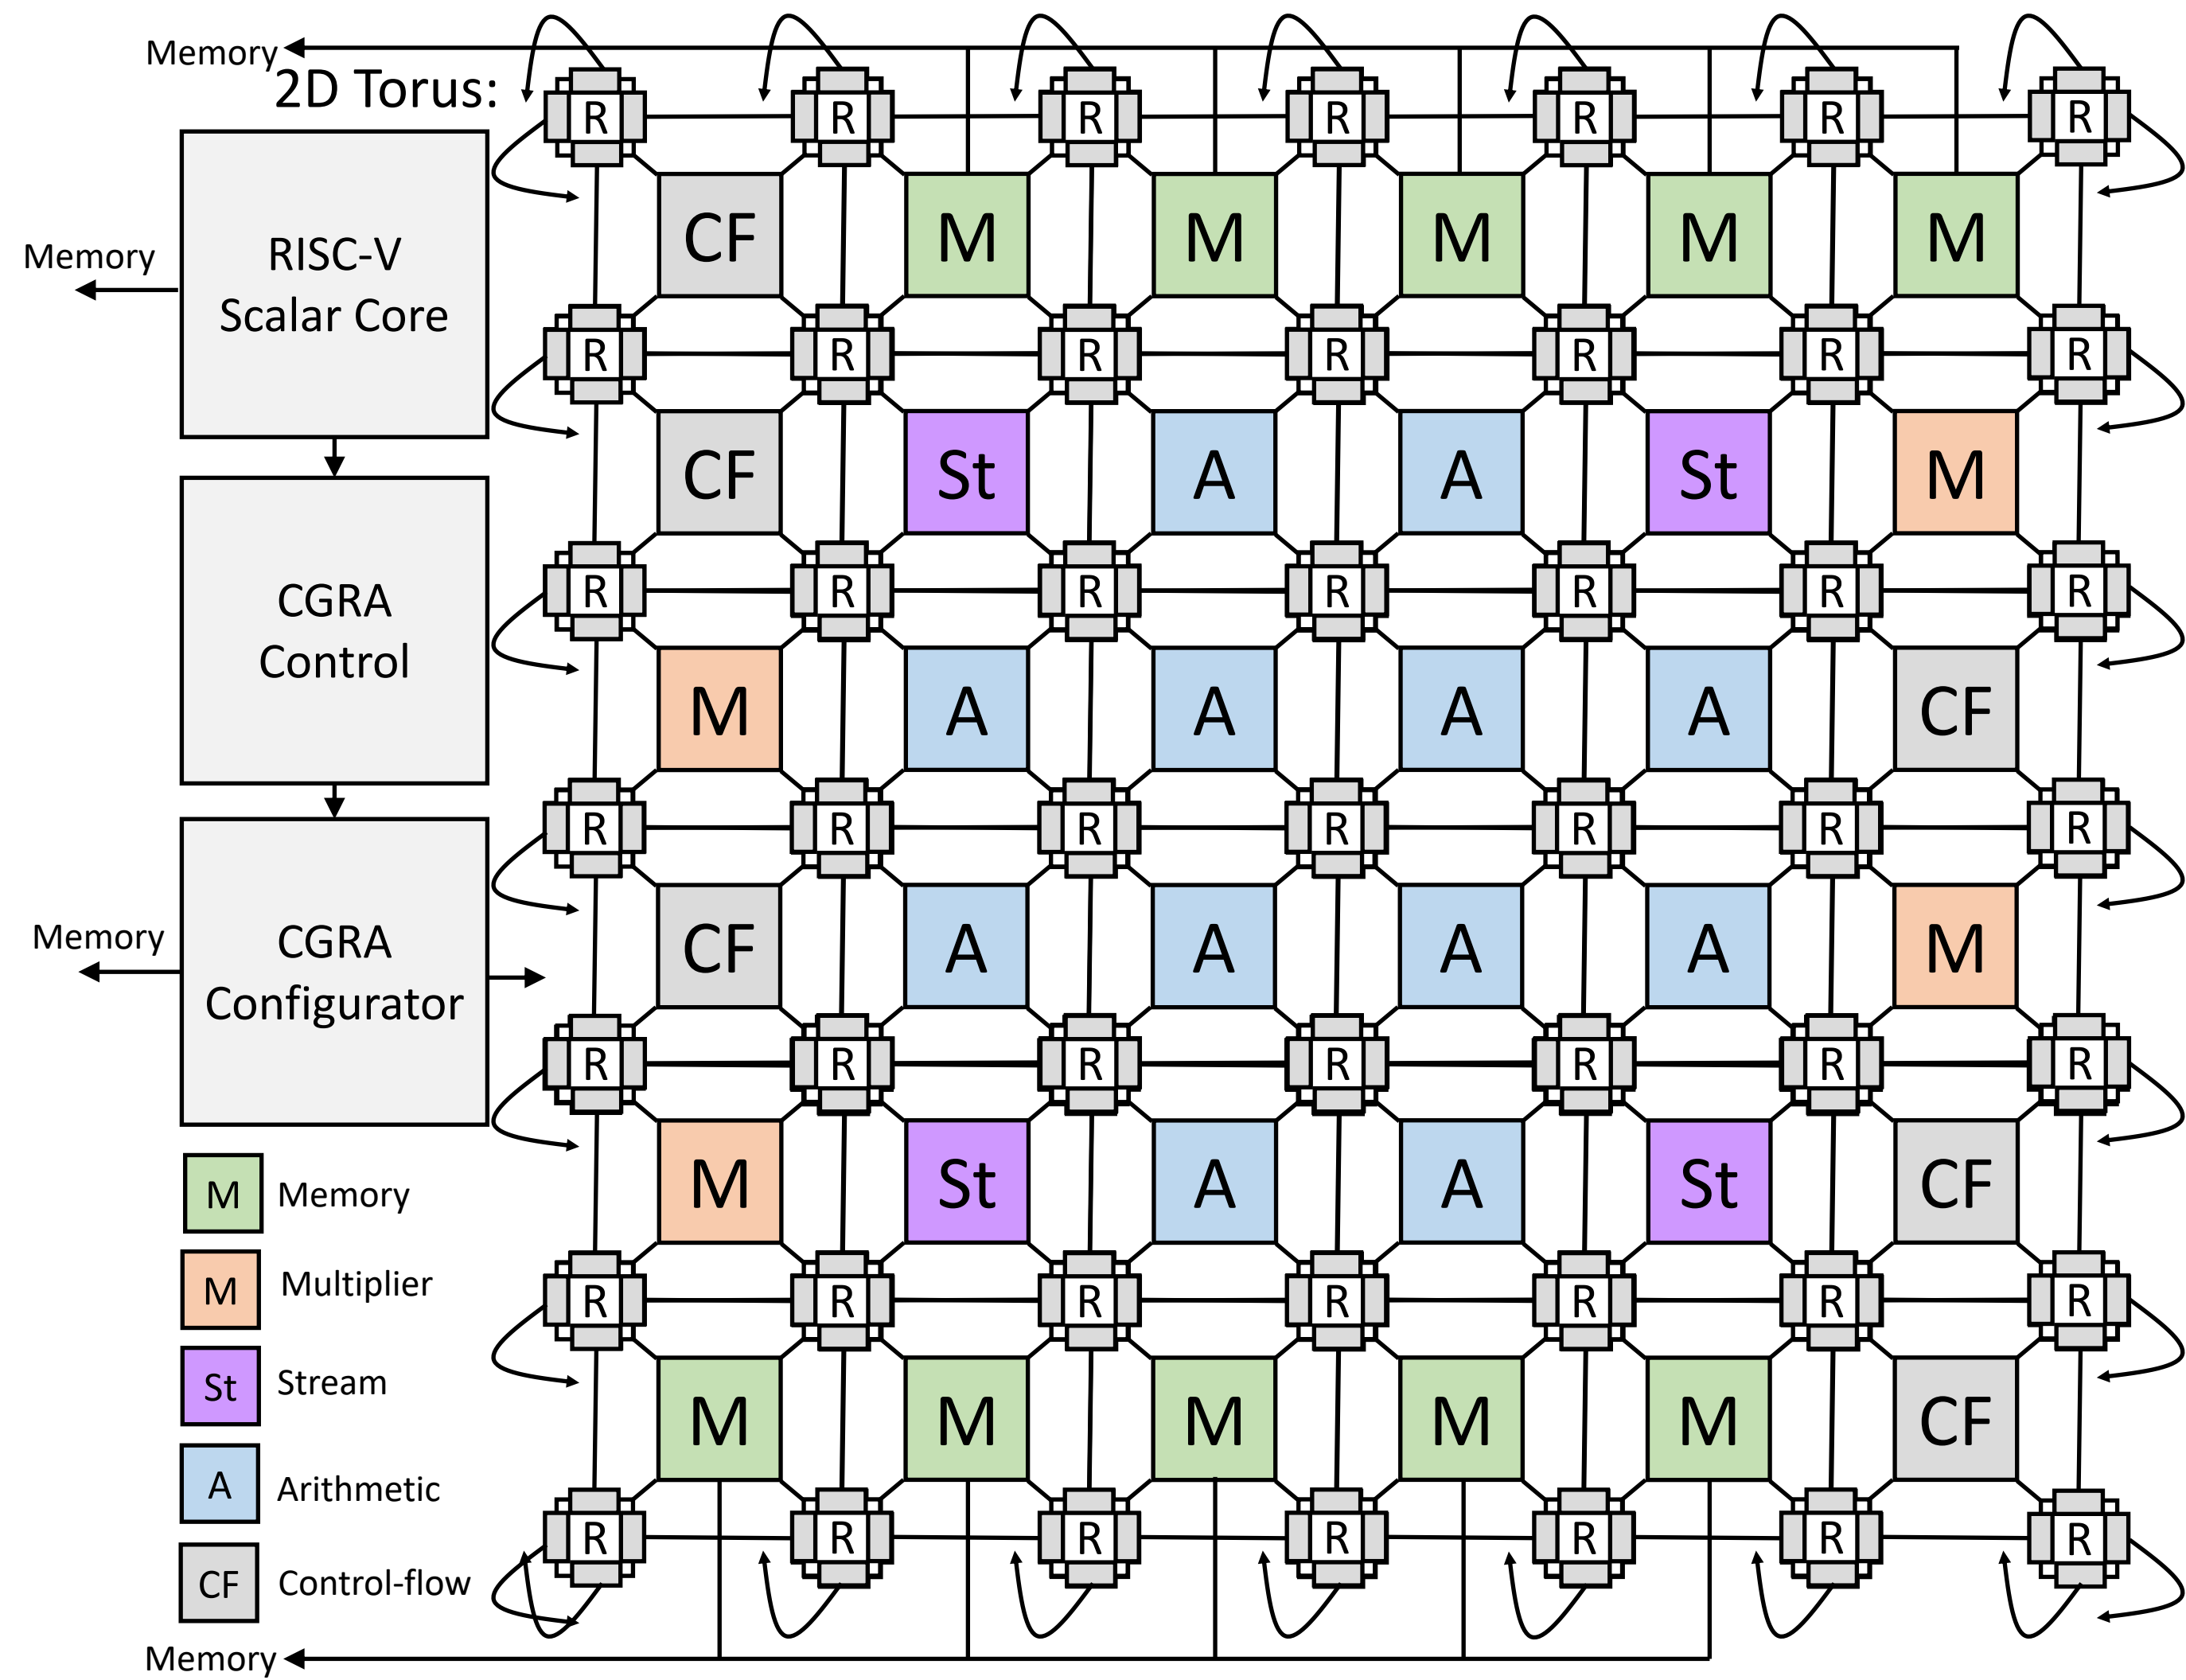 Memory
2D Torus:
R R R R R R R
RISC-V
Scalar Core
Memory
CF M M M M M
R R R R R R R
CF St A A St M
CGRA
Control
R R R R R R R
M A A A A CF
R R R R R R R
CGRA
Configurator
Memory
CF A A A A M
R R R R R R R
M St A A St CF
R R R R R R R
M M M M M CF
R R R R R R R
M Memory
M Multiplier
St Stream
A Arithmetic
CF Control-flow
Memory